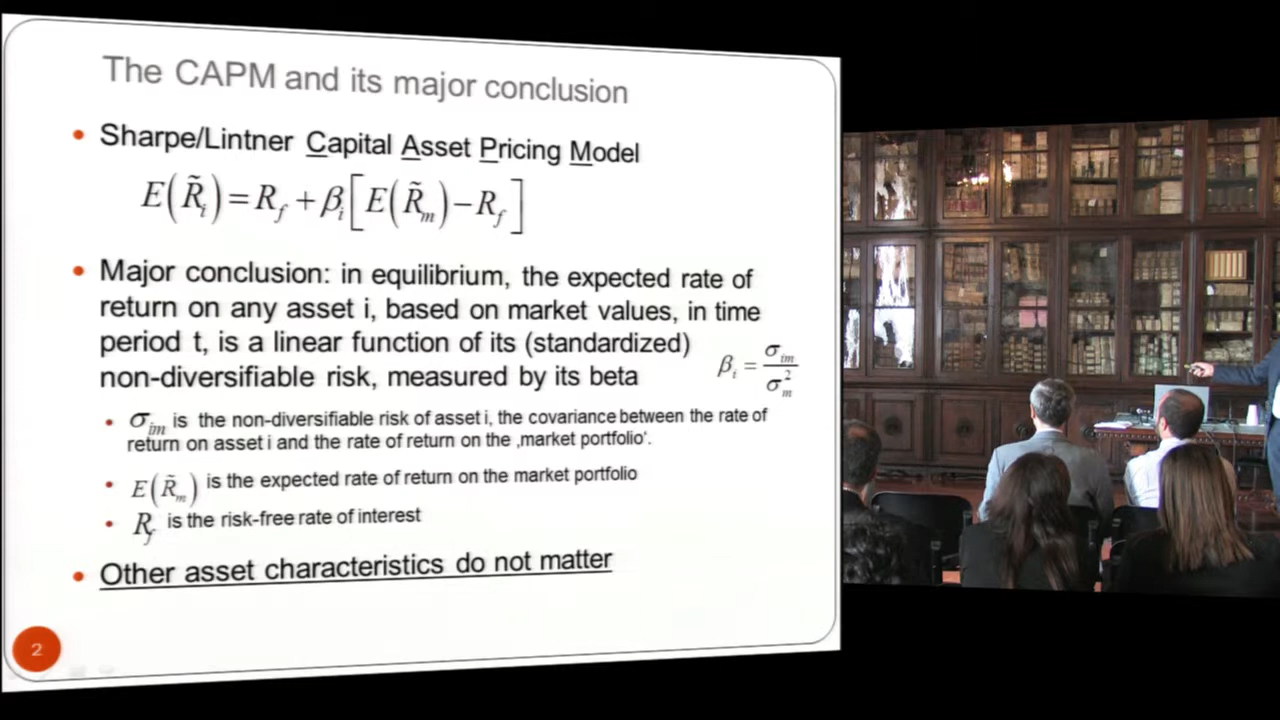 The CAPM and its major conclusion
• Sharpe/Lintner Capital Asset Pricing Model
E(R̃ᵢ) = R_f + βᵢ[E(R̃ₘ) − R_f]
• Major conclusion: in equilibrium, the expected rate of
return on any asset i, based on market values, in time
period t, is a linear function of its (standardized)
non-diversifiable risk, measured by its beta
βᵢ = σᵢₘ / σₘ²
• σᵢₘ is the non-diversifiable risk of asset i, the covariance between the rate of
return on asset i and the rate of return on the ‚market portfolio‘.
• E(R̃ₘ) is the expected rate of return on the market portfolio
• R_f is the risk-free rate of interest
• Other asset characteristics do not matter
2